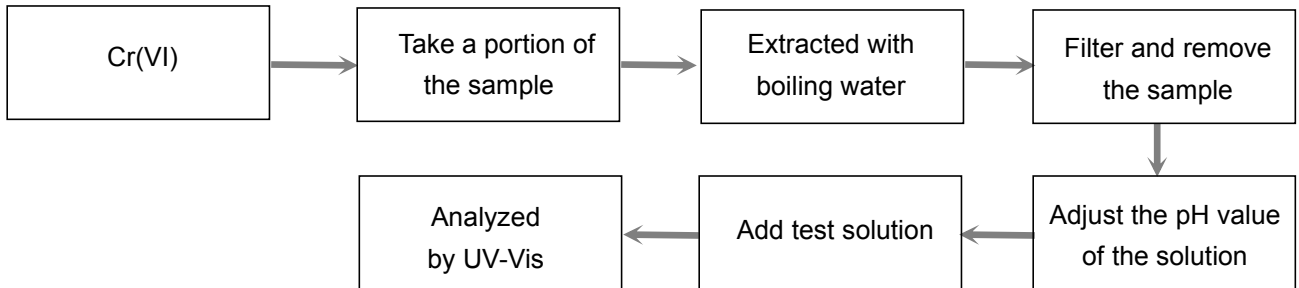 Cr(VI)
Take a portion of
the sample
Extracted with
boiling water
Filter and remove
the sample
Adjust the pH value
of the solution
Add test solution
Analyzed
by UV-Vis